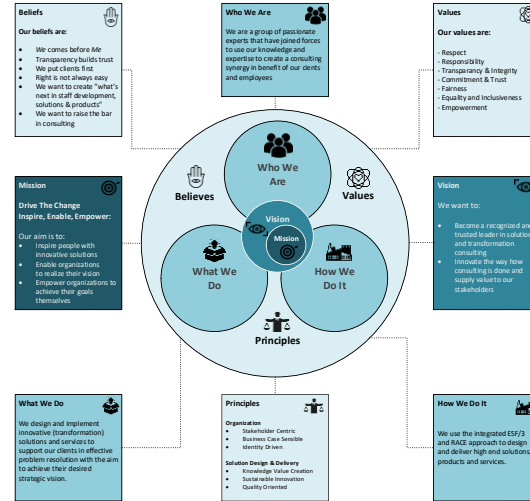 Beliefs
Our beliefs are:
• We comes before Me
• Transparency builds trust
• We put clients first
• Right is not always easy
• We want to create "what's
next in staff development,
solutions & products"
• We want to raise the bar
in consulting
Who We Are
We are a group of passionate
experts that have joined forces
to use our knowledge and
expertise to create a consulting
synergy in benefit of our clients
and employees
Values
Our values are:
- Respect
- Responsibility
- Transparancy & Integrity
- Commitment & Trust
- Fairness
- Equality and Inclusiveness
- Empowerment
Mission
Drive The Change
Inspire, Enable, Empower:
Our aim is to:
• Inspire people with
innovative solutions
• Enable organizations
to realize their vision
• Empower organizations to
achieve their goals
themselves
Who We
Are
Believes
Values
Vision
Mission
What We
Do
How We
Do It
Principles
Vision
We want to:
• Become a recognized and
trusted leader in solution
and transformation
consulting
• Innovate the way how
consulting is done and
supply value to our
stakeholders
What We Do
We design and implement
innovative (transformation)
solutions and services to
support our clients in effective
problem resolution with the aim
to achieve their desired
strategic vision.
Principles
Organization
• Stakeholder Centric
• Business Case Sensible
• Identity Driven
Solution Design & Delivery
• Knowledge Value Creation
• Sustainable Innovation
• Quality Oriented
How We Do It
We use the integrated ESF/3
and RACE approach to design
and deliver high end solutions,
products and services.